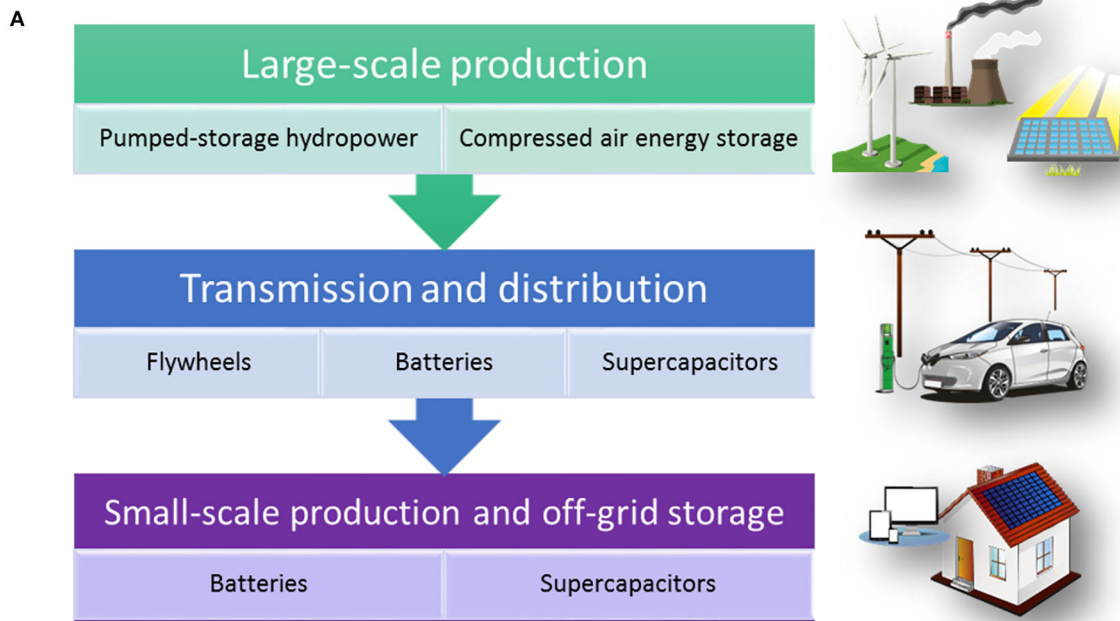 A
Large-scale production
Pumped-storage hydropower
Compressed air energy storage
Transmission and distribution
Flywheels
Batteries
Supercapacitors
Small-scale production and off-grid storage
Batteries
Supercapacitors